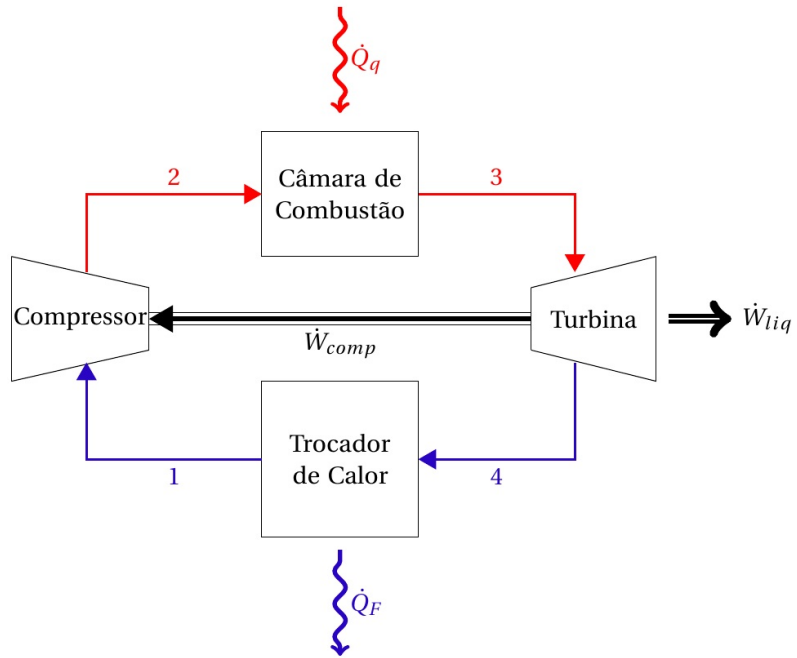 Q̇q
2
Câmara de
Combustão
3
Compressor
Ẇcomp
Turbina
Ẇliq
1
Trocador
de Calor
4
Q̇F